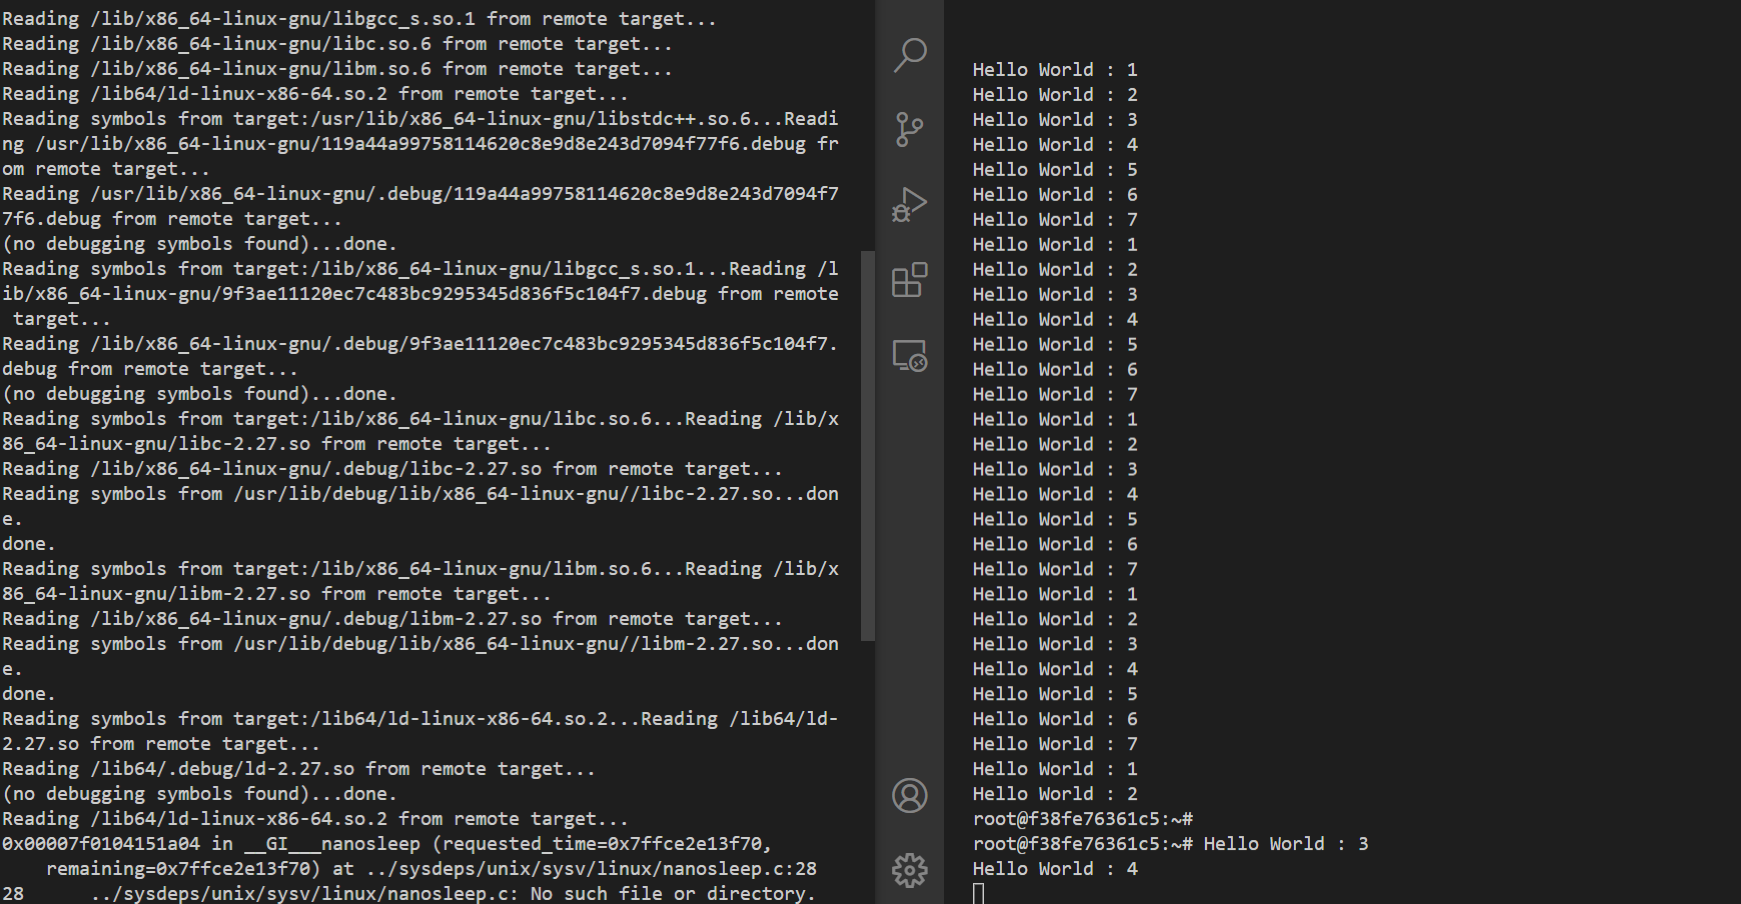 Reading /lib/x86_64-linux-gnu/libgcc_s.so.1 from remote target...
Reading /lib/x86_64-linux-gnu/libc.so.6 from remote target...
Reading /lib/x86_64-linux-gnu/libm.so.6 from remote target...
Reading /lib64/ld-linux-x86-64.so.2 from remote target...
Reading symbols from target:/usr/lib/x86_64-linux-gnu/libstdc++.so.6...Readi
ng /usr/lib/x86_64-linux-gnu/119a44a99758114620c8e9d8e243d7094f77f6.debug fr
om remote target...
Reading /usr/lib/x86_64-linux-gnu/.debug/119a44a99758114620c8e9d8e243d7094f7
7f6.debug from remote target...
(no debugging symbols found)...done.
Reading symbols from target:/lib/x86_64-linux-gnu/libgcc_s.so.1...Reading /l
ib/x86_64-linux-gnu/9f3ae11120ec7c483bc9295345d836f5c104f7.debug from remote
 target...
Reading /lib/x86_64-linux-gnu/.debug/9f3ae11120ec7c483bc9295345d836f5c104f7.
debug from remote target...
(no debugging symbols found)...done.
Reading symbols from target:/lib/x86_64-linux-gnu/libc.so.6...Reading /lib/x
86_64-linux-gnu/libc-2.27.so from remote target...
Reading /lib/x86_64-linux-gnu/.debug/libc-2.27.so from remote target...
Reading symbols from /usr/lib/debug/lib/x86_64-linux-gnu//libc-2.27.so...don
e.
done.
Reading symbols from target:/lib/x86_64-linux-gnu/libm.so.6...Reading /lib/x
86_64-linux-gnu/libm-2.27.so from remote target...
Reading /lib/x86_64-linux-gnu/.debug/libm-2.27.so from remote target...
Reading symbols from /usr/lib/debug/lib/x86_64-linux-gnu//libm-2.27.so...don
e.
done.
Reading symbols from target:/lib64/ld-linux-x86-64.so.2...Reading /lib64/ld-
2.27.so from remote target...
Reading /lib64/.debug/ld-2.27.so from remote target...
(no debugging symbols found)...done.
Reading /lib64/ld-linux-x86-64.so.2 from remote target...
0x00007f0104151a04 in __GI___nanosleep (requested_time=0x7ffce2e13f70,
    remaining=0x7ffce2e13f70) at ../sysdeps/unix/sysv/linux/nanosleep.c:28
28      ../sysdeps/unix/sysv/linux/nanosleep.c: No such file or directory.
Hello World : 1
Hello World : 2
Hello World : 3
Hello World : 4
Hello World : 5
Hello World : 6
Hello World : 7
Hello World : 1
Hello World : 2
Hello World : 3
Hello World : 4
Hello World : 5
Hello World : 6
Hello World : 7
Hello World : 1
Hello World : 2
Hello World : 3
Hello World : 4
Hello World : 5
Hello World : 6
Hello World : 7
Hello World : 1
Hello World : 2
Hello World : 3
Hello World : 4
Hello World : 5
Hello World : 6
Hello World : 7
Hello World : 1
Hello World : 2
root@f38fe76361c5:~#
root@f38fe76361c5:~# Hello World : 3
Hello World : 4